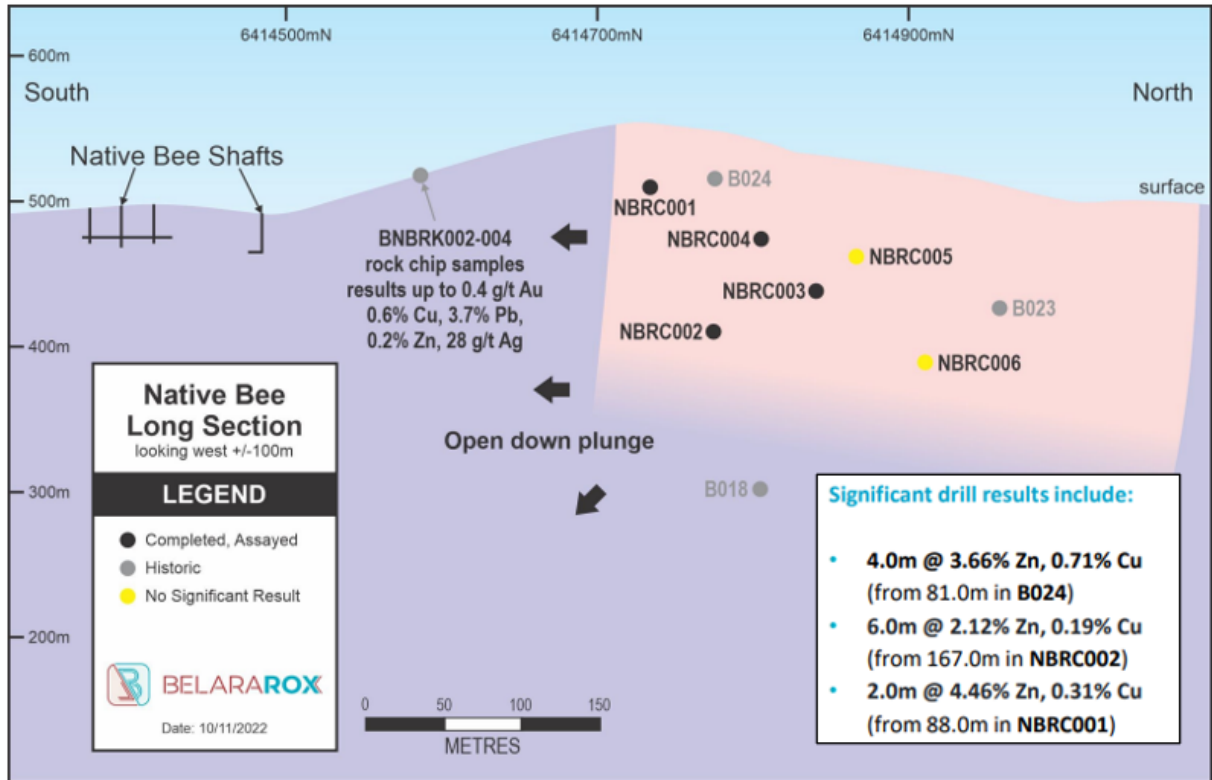 6414500mN
6414700mN
6414900mN
600m
South
North
Native Bee Shafts
500m
surface
B024
NBRC001
BNBRK002-004
rock chip samples
results up to 0.4 g/t Au
0.6% Cu, 3.7% Pb,
0.2% Zn, 28 g/t Ag
NBRC004
NBRC005
NBRC003
B023
NBRC002
400m
NBRC006
Native Bee
Long Section
looking west +/-100m
LEGEND
Completed, Assayed
Historic
No Significant Result
BELARAROX
Date: 10/11/2022
Open down plunge
300m
B018
200m
0 50 100 150
METRES
Significant drill results include:
• 4.0m @ 3.66% Zn, 0.71% Cu
(from 81.0m in B024)
• 6.0m @ 2.12% Zn, 0.19% Cu
(from 167.0m in NBRC002)
• 2.0m @ 4.46% Zn, 0.31% Cu
(from 88.0m in NBRC001)